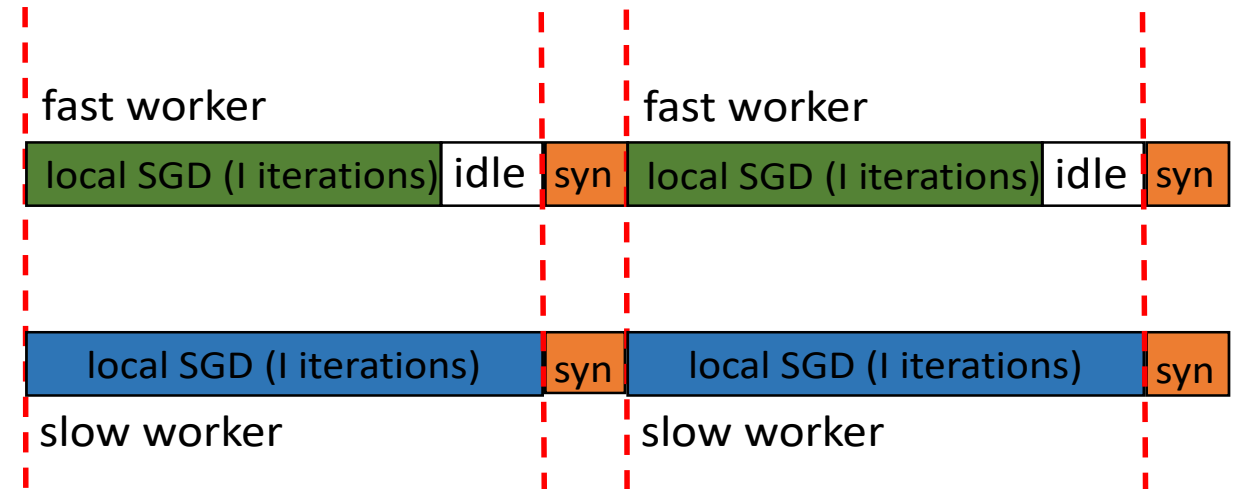 fast worker fast worker
local SGD (I iterations) idle syn local SGD (I iterations) idle syn
local SGD (I iterations) syn local SGD (I iterations) syn
slow worker slow worker